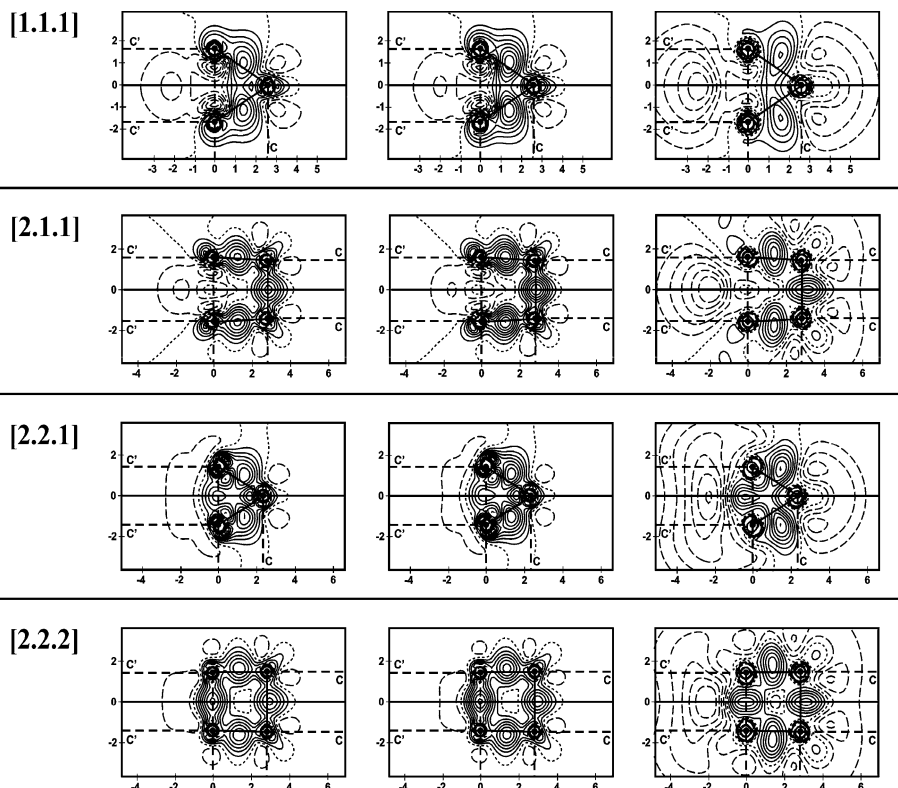 [1.1.1]
2 C' 2 C' 2 C'
1 1 1
0 0 0
-1 -1 -1
-2 C' -2 C' -2 C'
C C C
-3 -2 -1 0 1 2 3 4 5 -3 -2 -1 0 1 2 3 4 5 -3 -2 -1 0 1 2 3 4 5
[2.1.1]
2 C' C 2 C' C 2 C' C
0 0 0
-2 C' C -2 C' C -2 C' C
-4 -2 0 2 4 6 -4 -2 0 2 4 6 -4 -2 0 2 4 6
[2.2.1]
2 C' 2 C' 2 C'
0 0 0
-2 C' -2 C' -2 C'
C C C
-4 -2 0 2 4 6 -4 -2 0 2 4 6 -4 -2 0 2 4 6
[2.2.2]
2 C' C 2 C' C 2 C' C
0 0 0
-2 C' C -2 C' C -2 C' C
-4 -2 0 2 4 6 -4 -2 0 2 4 6 -4 -2 0 2 4 6